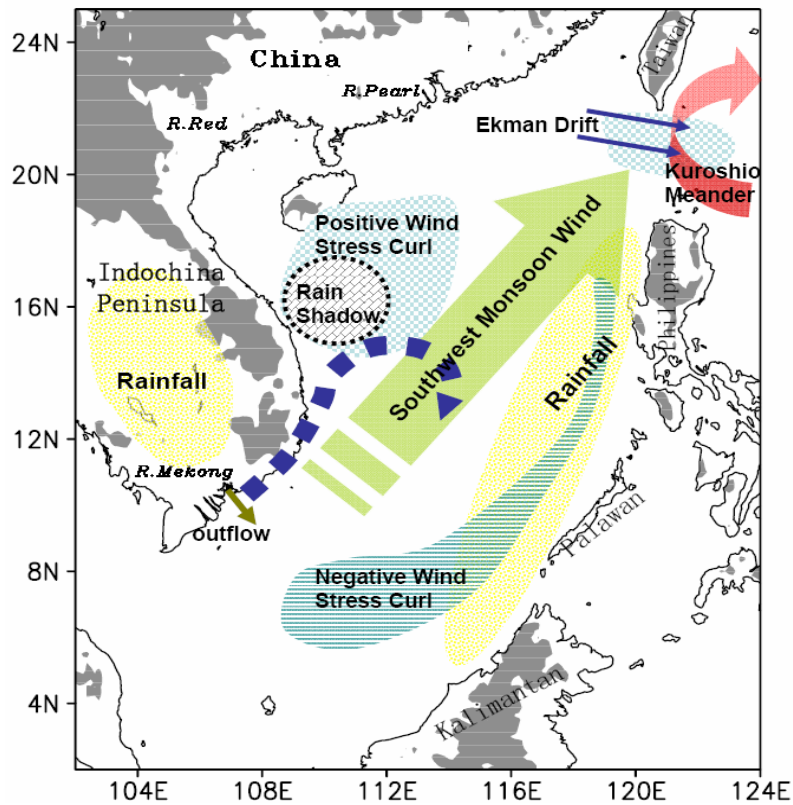 25N
20N
16N
12N
8N
4N
104E
108E
112E
116E
120E
124E
China
R.Pearl
R.Red
Taiwan
Ekman Drift
Kuroshio
Meander
Positive Wind
Stress Curl
Rain
Shadow
Indochina
Peninsula
Rainfall
Southwest Monsoon Wind
Rainfall
Philippines
R.Mekong
outflow
Palawan
Negative Wind
Stress Curl
Kalimantan